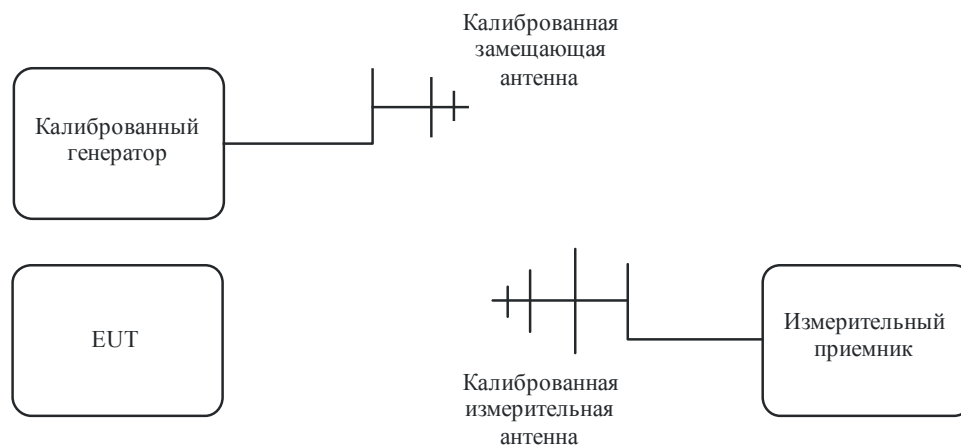 Калиброванная
замещающая
антенна
Калиброванный
генератор
EUT
Измерительный
приемник
Калиброванная
измерительная
антенна